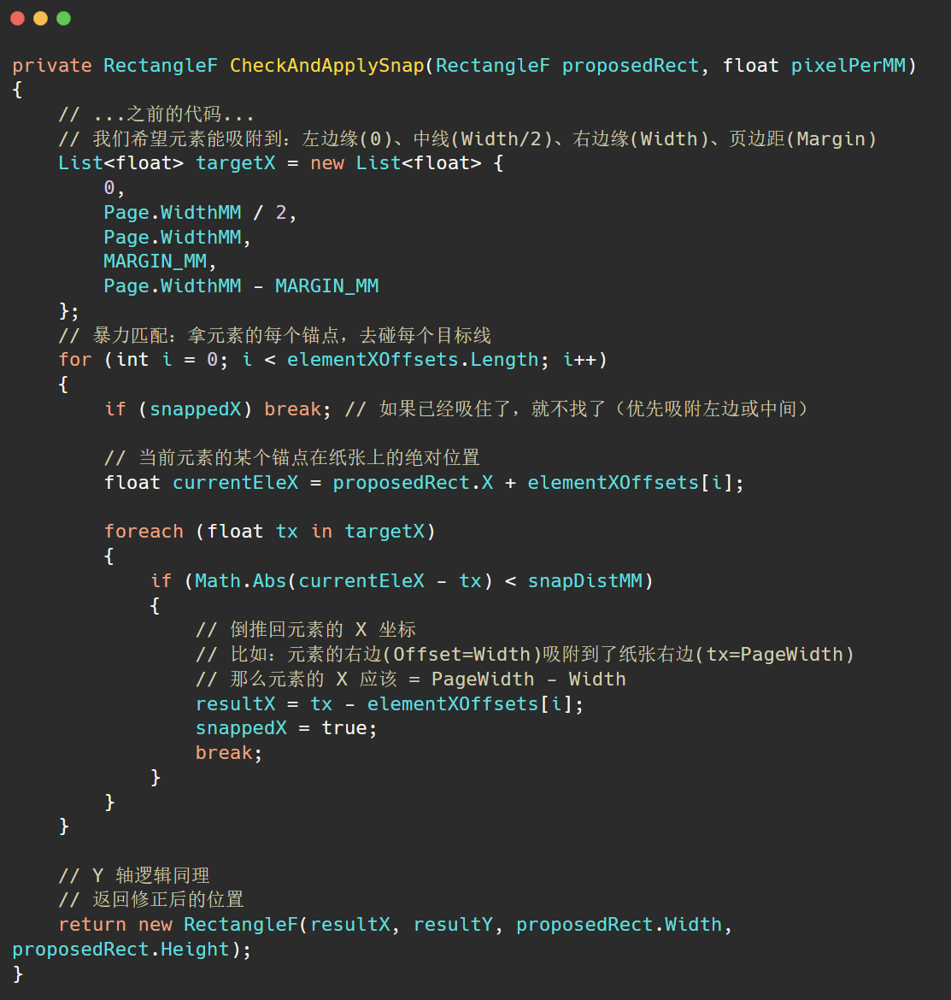 private RectangleF CheckAndApplySnap(RectangleF proposedRect, float pixelPerMM)
{
    // ...之前的代码...
    // 我们希望元素能吸附到：左边缘(0)、中线(Width/2)、右边缘(Width)、页边距(Margin)
    List<float> targetX = new List<float> {
        0,
        Page.WidthMM / 2,
        Page.WidthMM,
        MARGIN_MM,
        Page.WidthMM - MARGIN_MM
    };
    // 暴力匹配：拿元素的每个锚点，去碰每个目标线
    for (int i = 0; i < elementXOffsets.Length; i++)
    {
        if (snappedX) break; // 如果已经吸住了，就不找了（优先吸附左边或中间）
        // 当前元素的某个锚点在纸张上的绝对位置
        float currentEleX = proposedRect.X + elementXOffsets[i];
        foreach (float tx in targetX)
        {
            if (Math.Abs(currentEleX - tx) < snapDistMM)
            {
                // 倒推回元素的 X 坐标
                // 比如：元素的右边(Offset=Width)吸附到了纸张右边(tx=PageWidth)
                // 那么元素的 X 应该 = PageWidth - Width
                resultX = tx - elementXOffsets[i];
                snappedX = true;
                break;
            }
        }
    }
    // Y 轴逻辑同理
    // 返回修正后的位置
    return new RectangleF(resultX, resultY, proposedRect.Width,
proposedRect.Height);
}